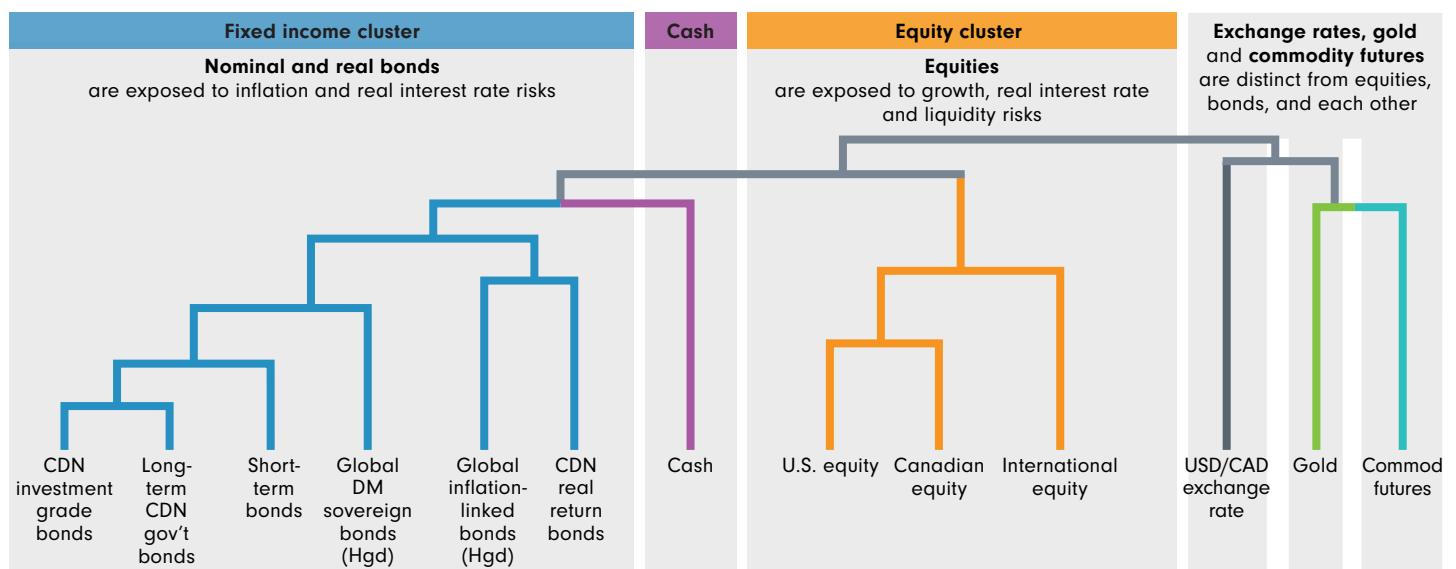 Fixed income cluster
Nominal and real bonds
are exposed to inflation and real interest rate risks
Cash
Equity cluster
Equities
are exposed to growth, real interest rate
and liquidity risks
Exchange rates, gold
and commodity futures
are distinct from equities,
bonds, and each other
CDN
investment
grade
bonds
Long-
term
CDN
gov't
bonds
Short-
term
bonds
Global
DM
sovereign
bonds
(Hgd)
Global
inflation-
linked
bonds
(Hgd)
CDN
real
return
bonds
Cash
U.S. equity
Canadian
equity
International
equity
USD/CAD
exchange
rate
Gold
Commod
futures